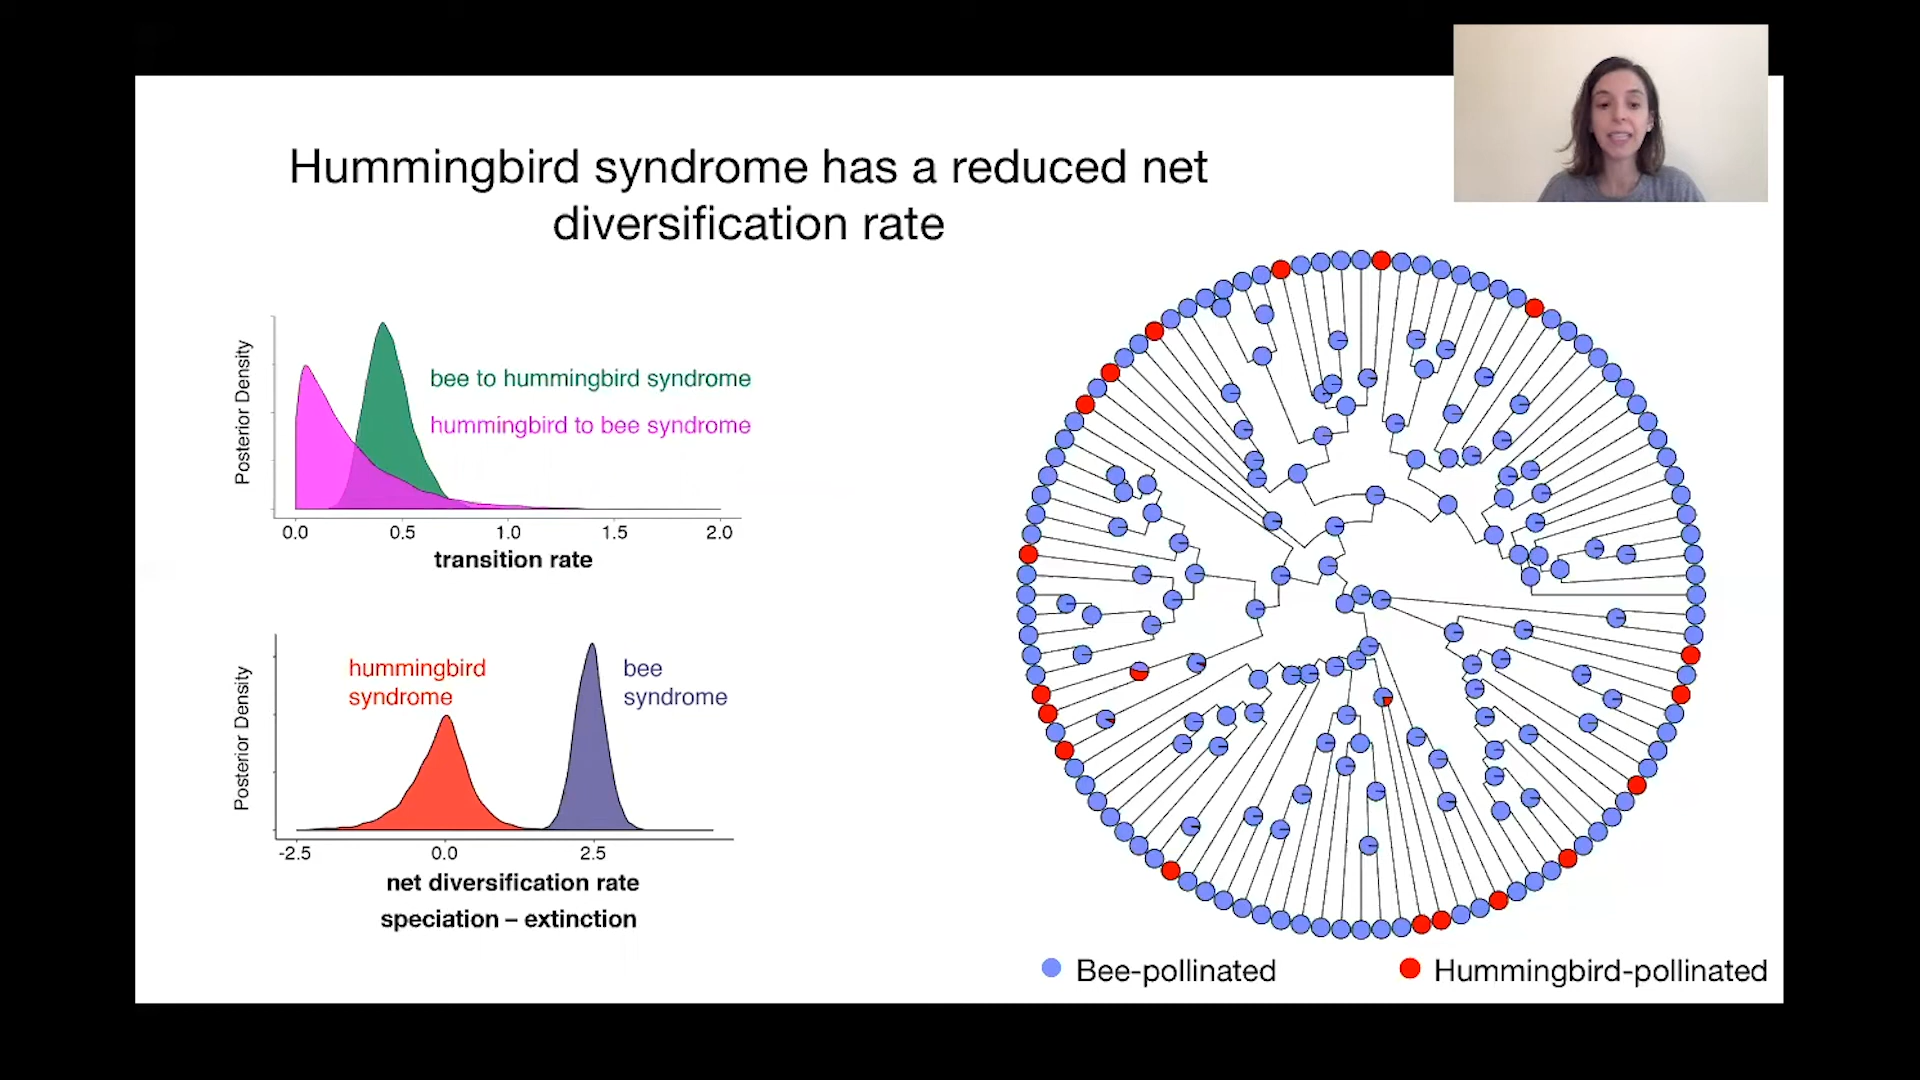 Hummingbird syndrome has a reduced net
diversification rate
Posterior Density
bee to hummingbird syndrome
hummingbird to bee syndrome
0.0 0.5 1.0 1.5 2.0
transition rate
Posterior Density
hummingbird
syndrome
bee
syndrome
-2.5 0.0 2.5
net diversification rate
speciation – extinction
Bee-pollinated
Hummingbird-pollinated